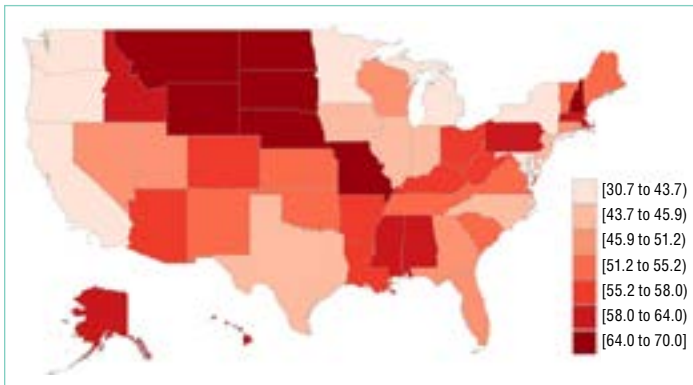 [30.7 to 43.7)
[43.7 to 45.9)
[45.9 to 51.2)
[51.2 to 55.2)
[55.2 to 58.0)
[58.0 to 64.0)
[64.0 to 70.0]